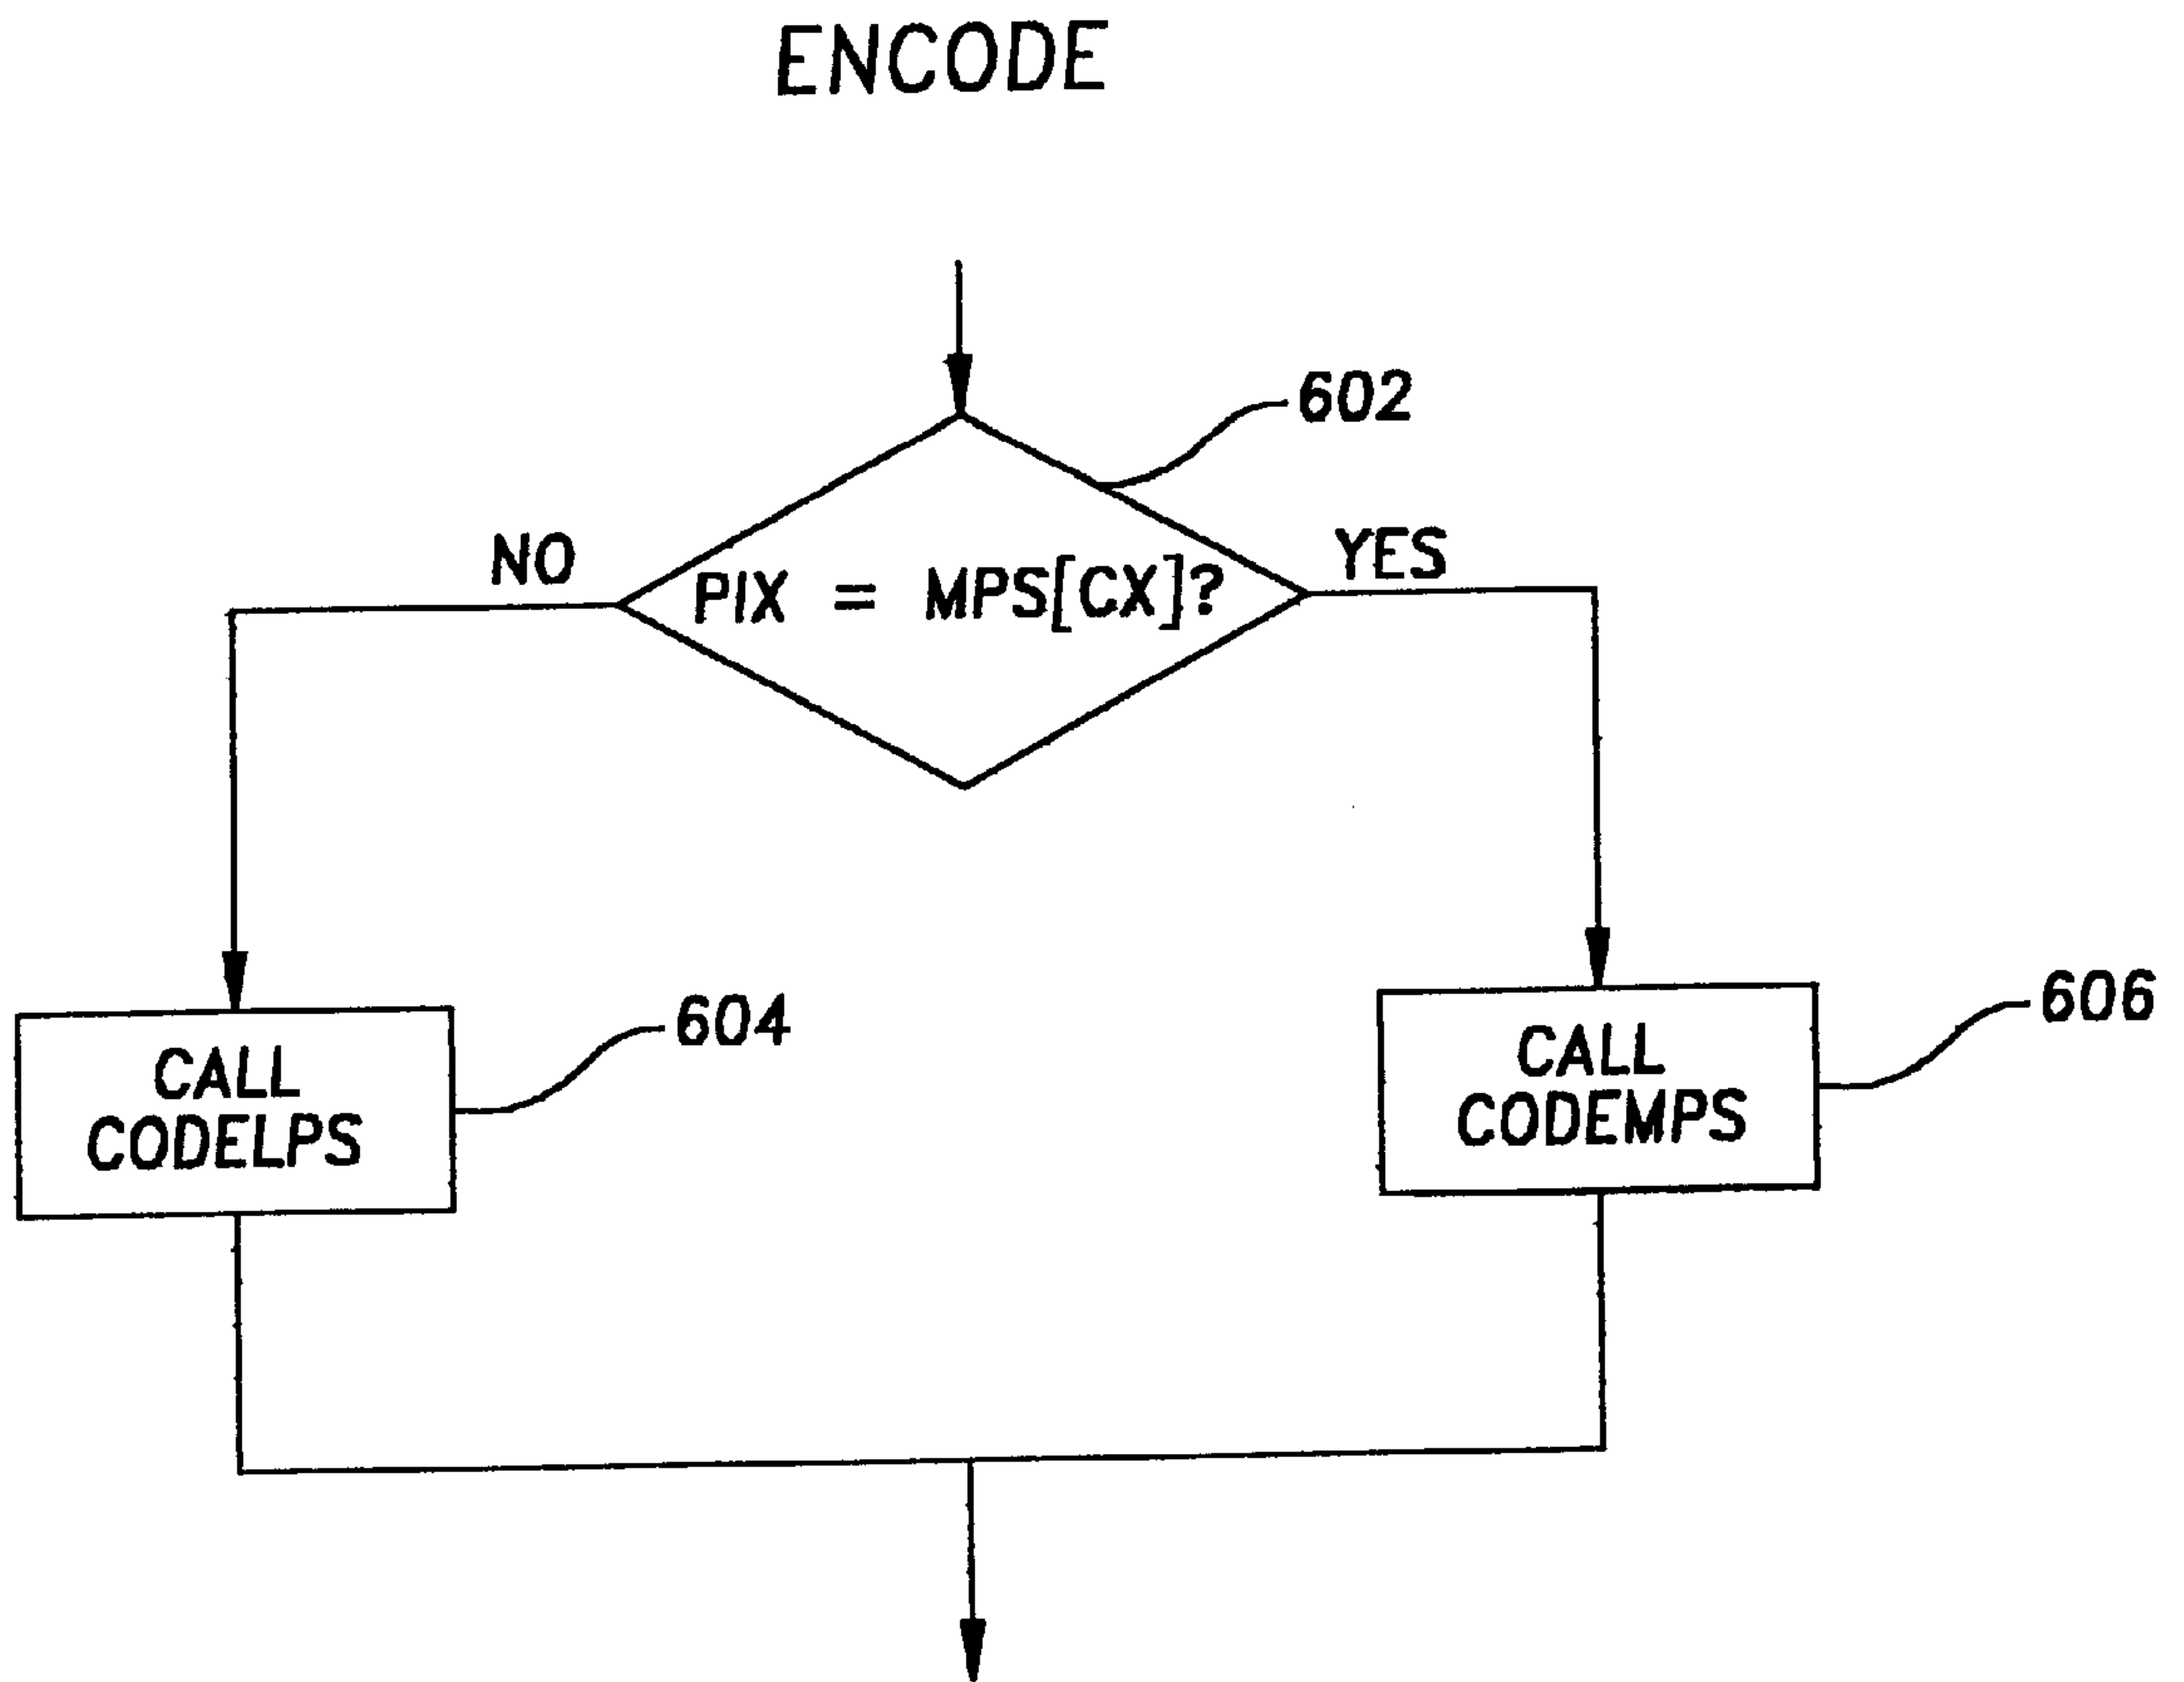 ENCODE
602
NO
YES
PIX = MPS[CX]?
604
606
CALL
CODELPS
CALL
CODEMPS